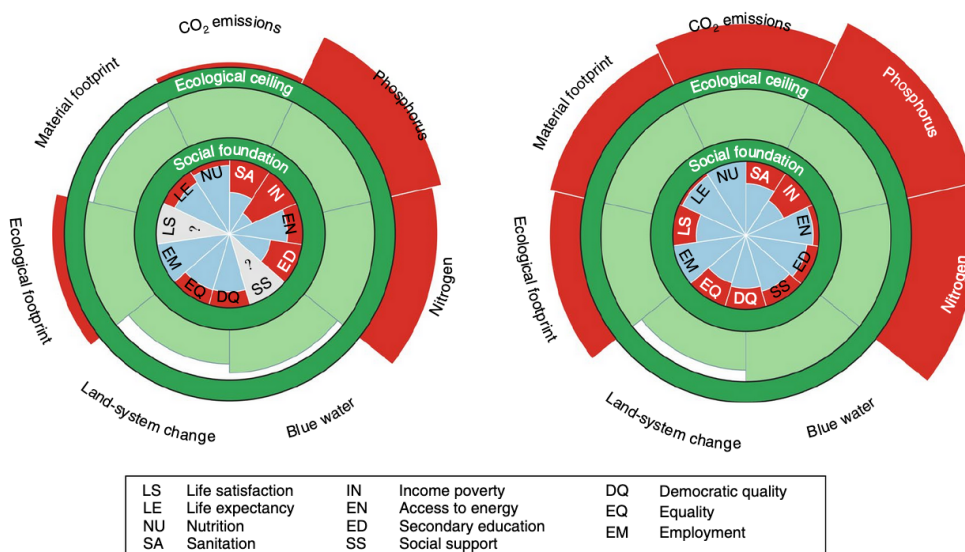 CO2 emissions
Phosphorus
Nitrogen
Blue water
Land-system change
Ecological footprint
Material footprint
Ecological ceiling
Social foundation
SA
IN
EN
ED
SS
?
DQ
EQ
EM
LS
?
LE
NU
CO2 emissions
Phosphorus
Nitrogen
Blue water
Land-system change
Ecological footprint
Material footprint
Ecological ceiling
Social foundation
SA
IN
EN
ED
SS
DQ
EQ
EM
LS
LE
NU
LS Life satisfaction
LE Life expectancy
NU Nutrition
SA Sanitation
IN Income poverty
EN Access to energy
ED Secondary education
SS Social support
DQ Democratic quality
EQ Equality
EM Employment